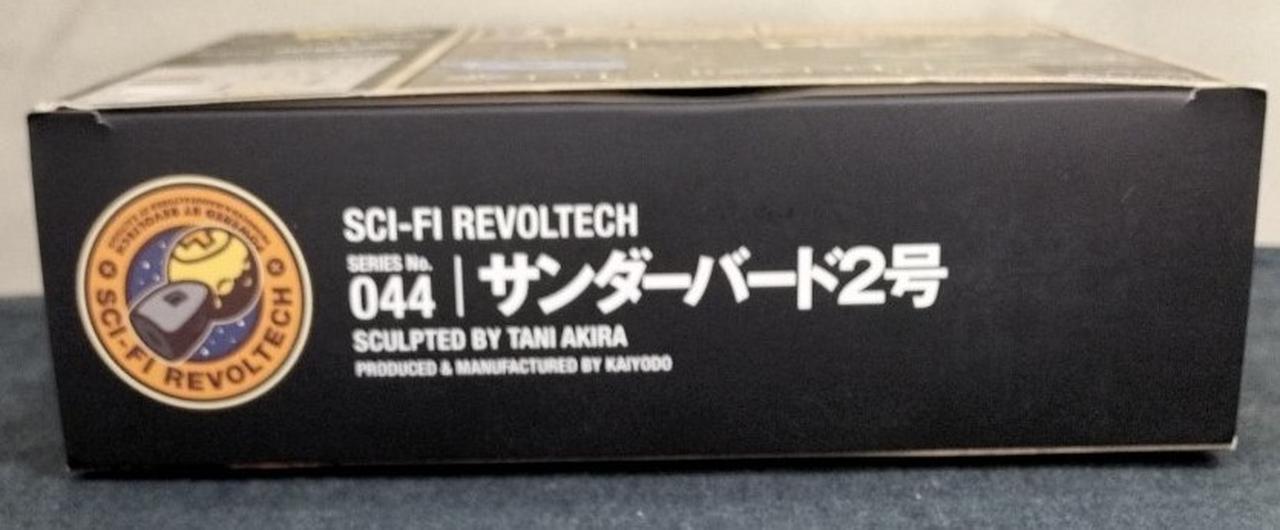 SCI-FI REVOLTECH
SERIES No.
044
サンダーバード2号
SCULPTED BY TANI AKIRA
PRODUCED & MANUFACTURED BY KAIYODO
SCI-FI REVOLTECH